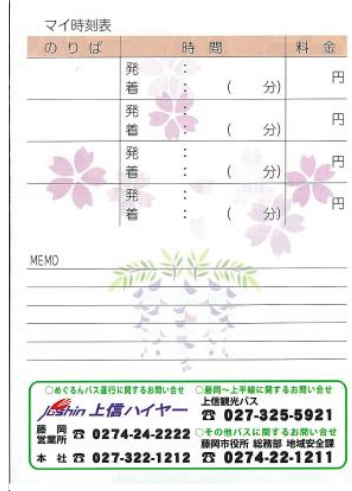 マイ時刻表
のりば 時間 料金
発 :
着 : ( 分) 円
発 :
着 : ( 分) 円
発 :
着 : ( 分) 円
発 :
着 : ( 分) 円
MEMO
○めぐるんバス運行に関するお問い合せ
Joshin 上信ハイヤー
藤岡営業所 ☎ 0274-24-2222
本社 ☎ 027-322-1212
○藤岡～上平線に関するお問い合せ
上信観光バス
☎ 027-325-5921
○その他バスに関するお問い合せ
藤岡市役所 総務部 地域安全課
☎ 0274-22-1211